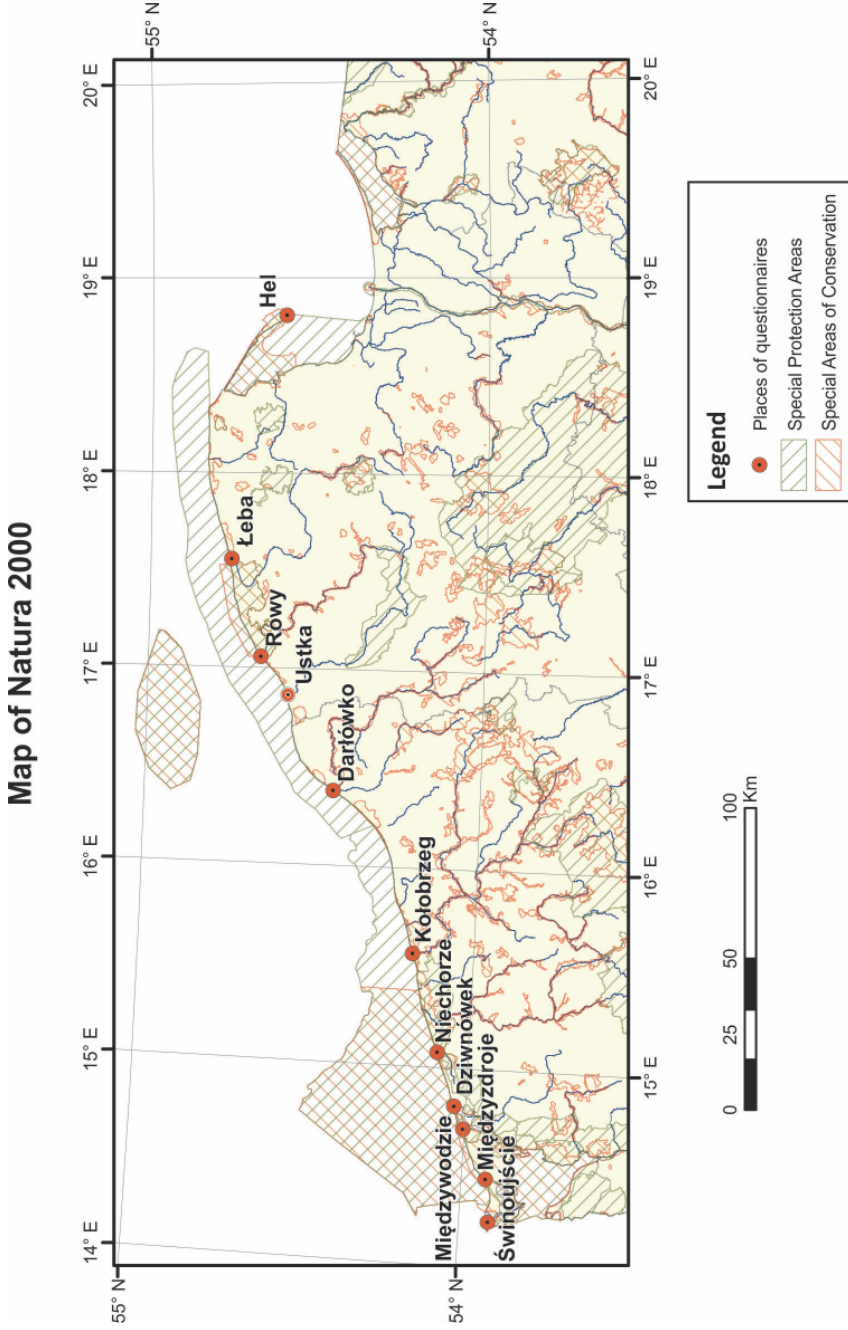 Map of Natura 2000
14° E
15° E
16° E
17° E
18° E
19° E
20° E
55° N
55° N
54° N
54° N
Hel
Łeba
Rowy
Ustka
Darłówko
Kołobrzeg
Niechorze
Dziwnówek
Międzywodzie
Międzyzdroje
Świnoujście
14° E
15° E
16° E
17° E
18° E
19° E
20° E
0 25 50 100
Km
Legend
Places of questionnaires
Special Protection Areas
Special Areas of Conservation